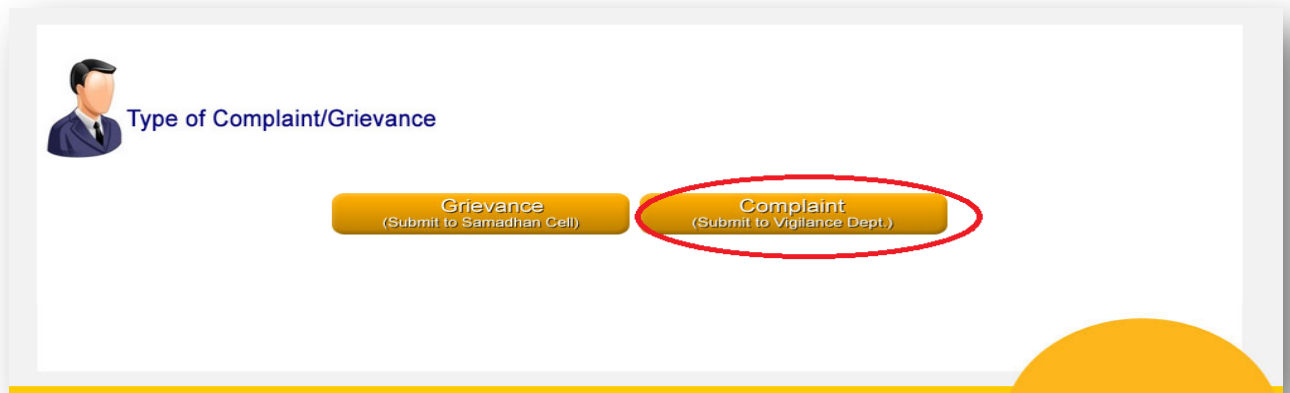 Type of Complaint/Grievance
Grievance
(Submit to Samadhan Cell)
Complaint
(Submit to Vigilance Dept.)